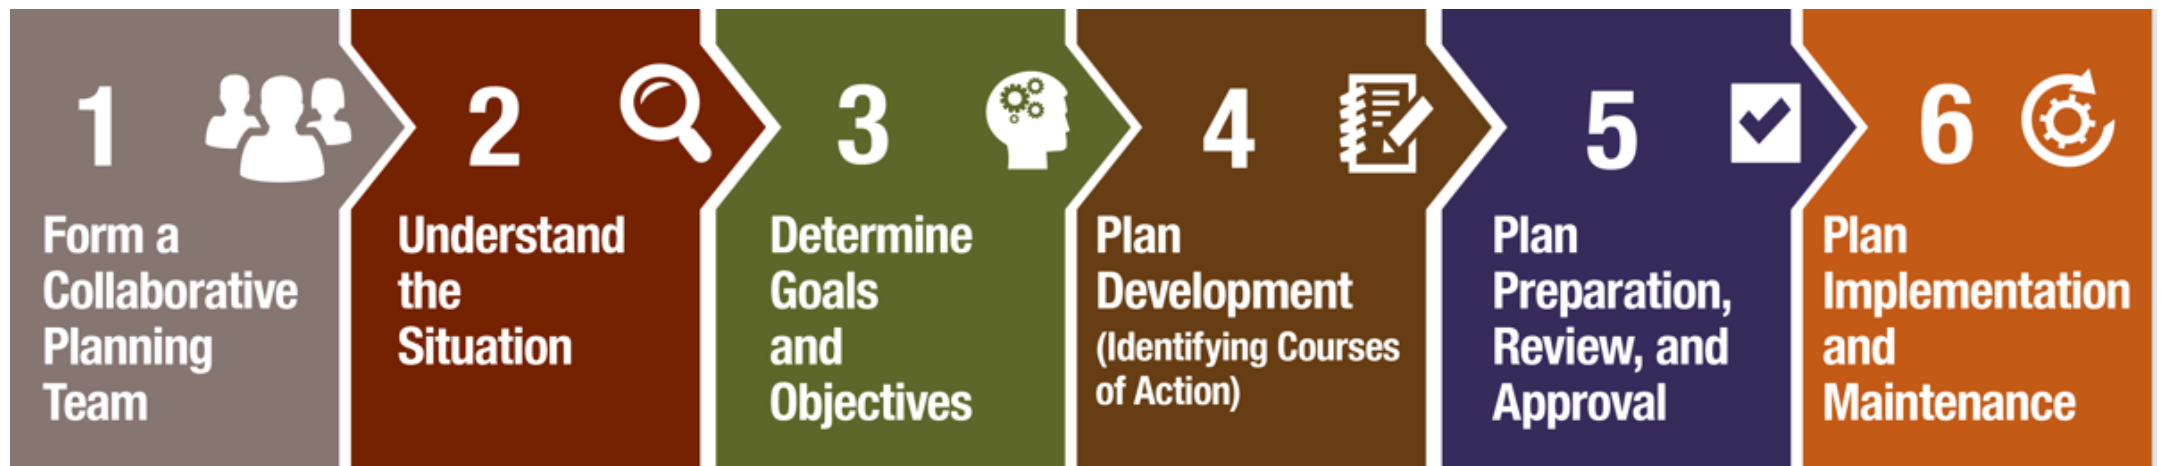 1
Form a
Collaborative
Planning
Team
2
Understand
the
Situation
3
Determine
Goals
and
Objectives
4
Plan
Development
(Identifying Courses
of Action)
5
Plan
Preparation,
Review, and
Approval
6
Plan
Implementation
and
Maintenance